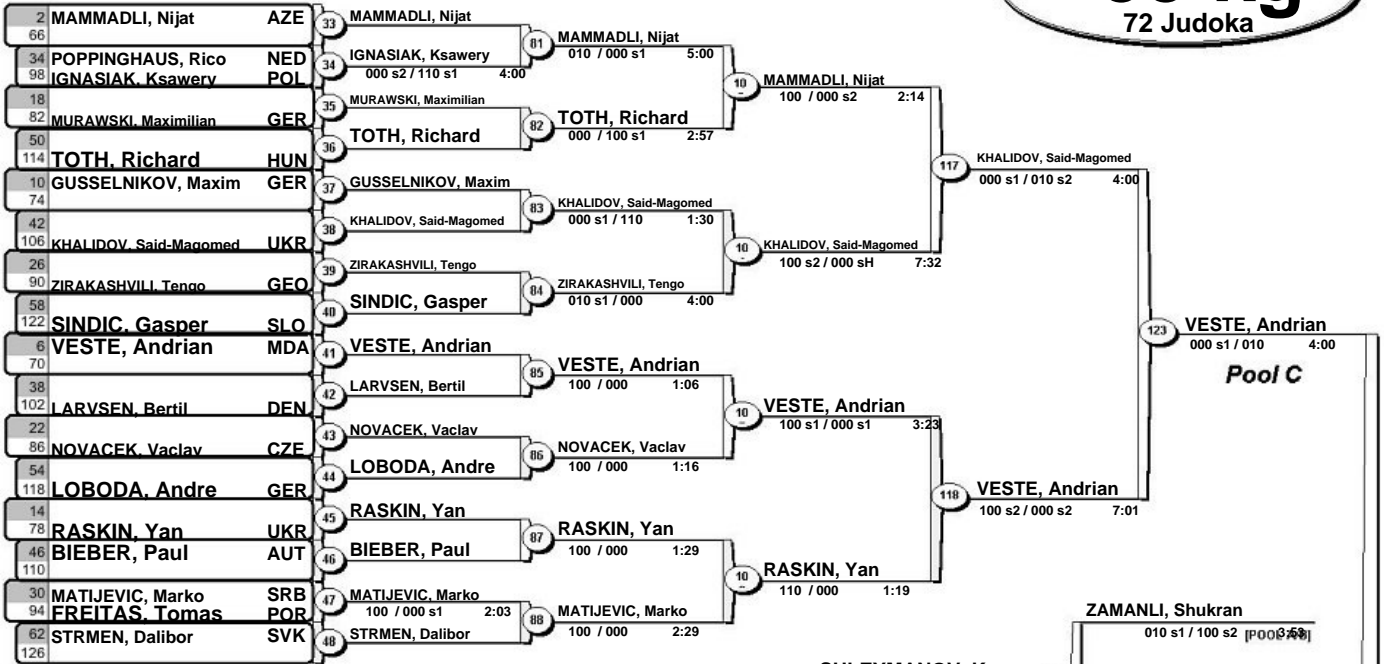 72 Judoka
2 MAMMADLI, Nijat AZE
66
34 POPPINGHAUS, Rico NED
98 IGNASIAK, Ksawery POL
18
82 MURAWSKI, Maximilian GER
50
114 TOTH, Richard HUN
10 GUSSELNIKOV, Maxim GER
74
42
106 KHALIDOV, Said-Magomed UKR
26
90 ZIRAKASHVILI, Tengo GEO
58
122 SINDIC, Gasper SLO
6 VESTE, Andrian MDA
70
38
102 LARVSEN, Bertil DEN
22
86 NOVACEK, Vaclav CZE
54
118 LOBODA, Andre GER
14
78 RASKIN, Yan UKR
46 BIEBER, Paul AUT
110
30 MATIJEVIC, Marko SRB
94 FREITAS, Tomas POR
62 STRMEN, Dalibor SVK
126
33 MAMMADLI, Nijat
34 IGNASIAK, Ksawery
000 s2 / 110 s1 4:00
35 MURAWSKI, Maximilian
36 TOTH, Richard
37 GUSSELNIKOV, Maxim
38 KHALIDOV, Said-Magomed
39 ZIRAKASHVILI, Tengo
40 SINDIC, Gasper
41 VESTE, Andrian
42 LARVSEN, Bertil
43 NOVACEK, Vaclav
44 LOBODA, Andre
45 RASKIN, Yan
46 BIEBER, Paul
47 MATIJEVIC, Marko
100 / 000 s1 2:03
48 STRMEN, Dalibor
81 MAMMADLI, Nijat
010 / 000 s1 5:00
82 TOTH, Richard
000 / 100 s1 2:57
83 KHALIDOV, Said-Magomed
000 s1 / 110 1:30
84 ZIRAKASHVILI, Tengo
010 s1 / 000 4:00
85 VESTE, Andrian
100 / 000 1:06
86 NOVACEK, Vaclav
100 / 000 1:16
87 RASKIN, Yan
100 / 000 1:29
88 MATIJEVIC, Marko
100 / 000 2:29
10 MAMMADLI, Nijat
100 / 000 s2 2:14
10 KHALIDOV, Said-Magomed
100 s2 / 000 sH 7:32
10 VESTE, Andrian
100 s1 / 000 s1 3:23
10 RASKIN, Yan
110 / 000 1:19
117 KHALIDOV, Said-Magomed
000 s1 / 010 s2 4:00
118 VESTE, Andrian
100 s2 / 000 s2 7:01
123 VESTE, Andrian
000 s1 / 010 4:00
Pool C
ZAMANLI, Shukran
010 s1 / 100 s2